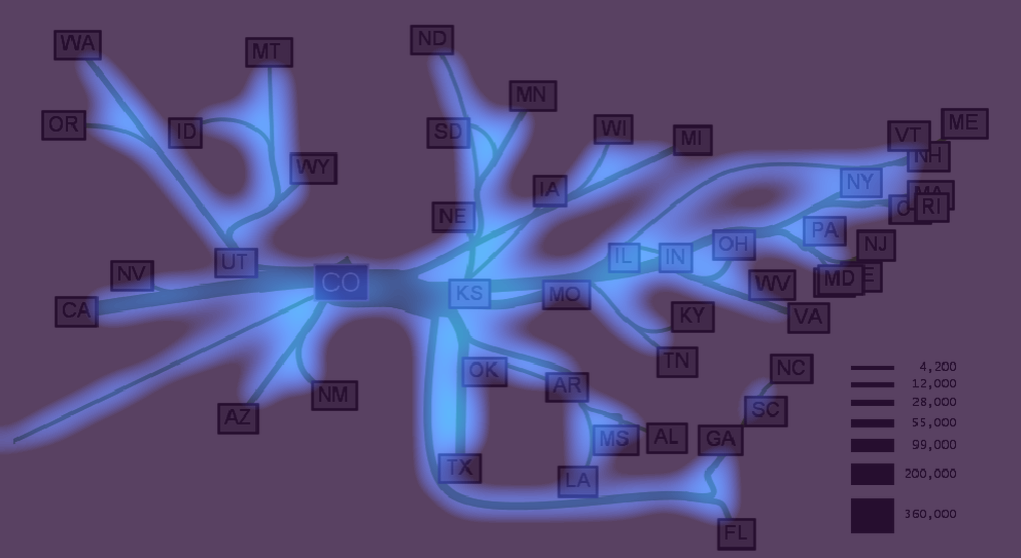 WA
MT
ND
MN
OR
ID
SD
WI
MI
VT
ME
NH
WY
IA
NY
MA
RI
NE
PA
NJ
NV
UT
CO
KS
MO
IL
IN
OH
WV
MD
E
CA
VA
KY
TN
OK
AR
NC
SC
AZ
NM
MS
AL
GA
TX
LA
FL
4,200
12,000
28,000
55,000
99,000
200,000
360,000